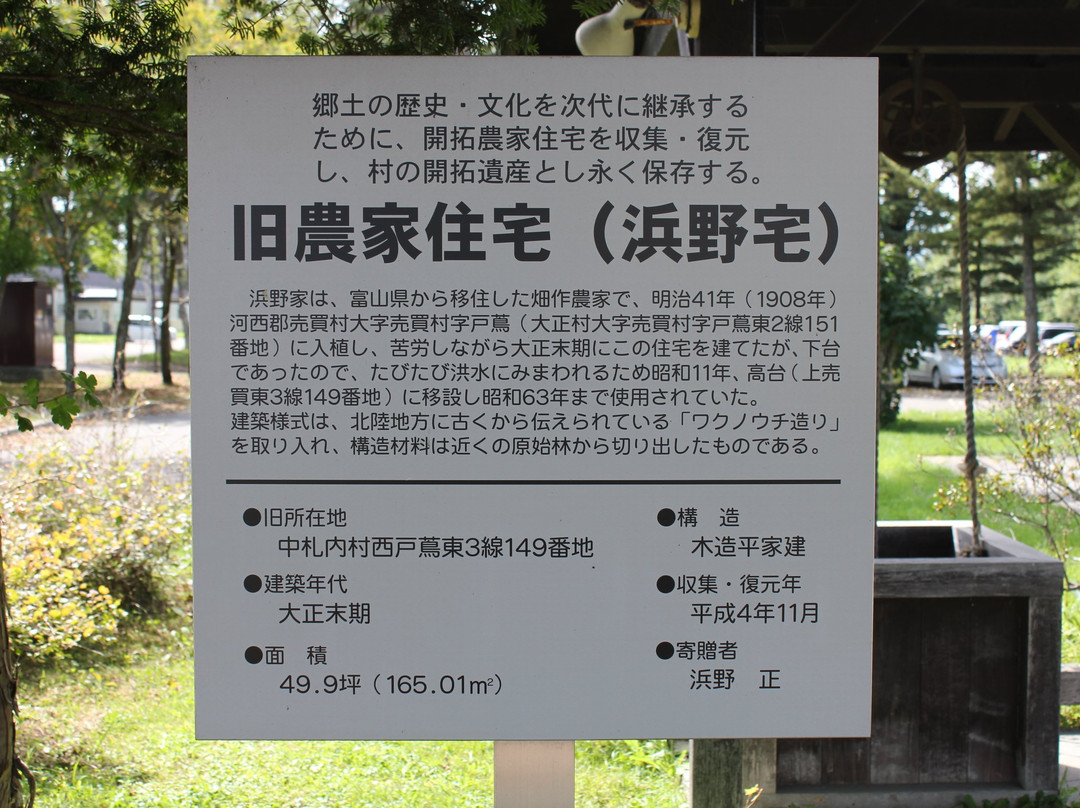 郷土の歴史・文化を次代に継承する
ために、開拓農家住宅を収集・復元
し、村の開拓遺産とし永く保存する。
旧農家住宅（浜野宅）
浜野家は、富山県から移住した畑作農家で、明治41年（1908年）
河西郡売買村大字売買村字戸蔦（大正村大字売買村字戸蔦東2線151
番地）に入植し、苦労しながら大正末期にこの住宅を建てたが、下台
であったので、たびたび洪水にみまわれるため昭和11年、高台（上売
買東3線149番地）に移設し昭和63年まで使用されていた。
建築様式は、北陸地方に古くから伝えられている「ワクノウチ造り」
を取り入れ、構造材料は近くの原始林から切り出したものである。
●旧所在地
中札内村西戸蔦東3線149番地
●建築年代
大正末期
●面　積
49.9坪（165.01㎡）
●構　造
木造平家建
●収集・復元年
平成4年11月
●寄贈者
浜野　正